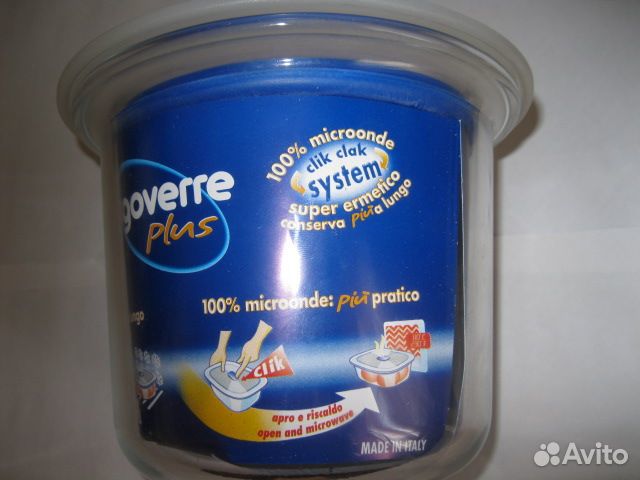 goverre
plus
100% microonde
clik clak
system
super ermetico
conserva più a lungo
100% microonde: più pratico
ungo
clik
apro e riscaldo
open and microwave
MADE IN ITALY
Avito